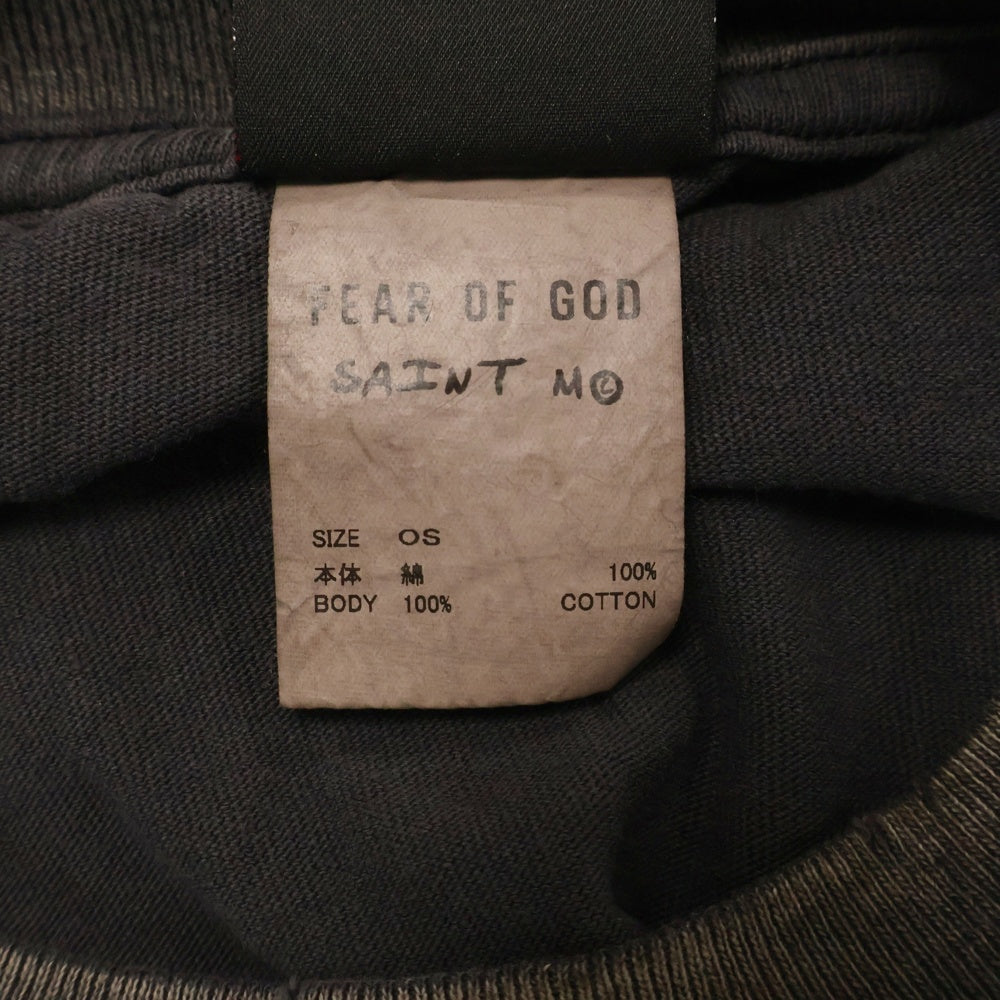 FEAR OF GOD
SAINT M©
SIZE OS
本体 綿 100%
BODY 100% COTTON